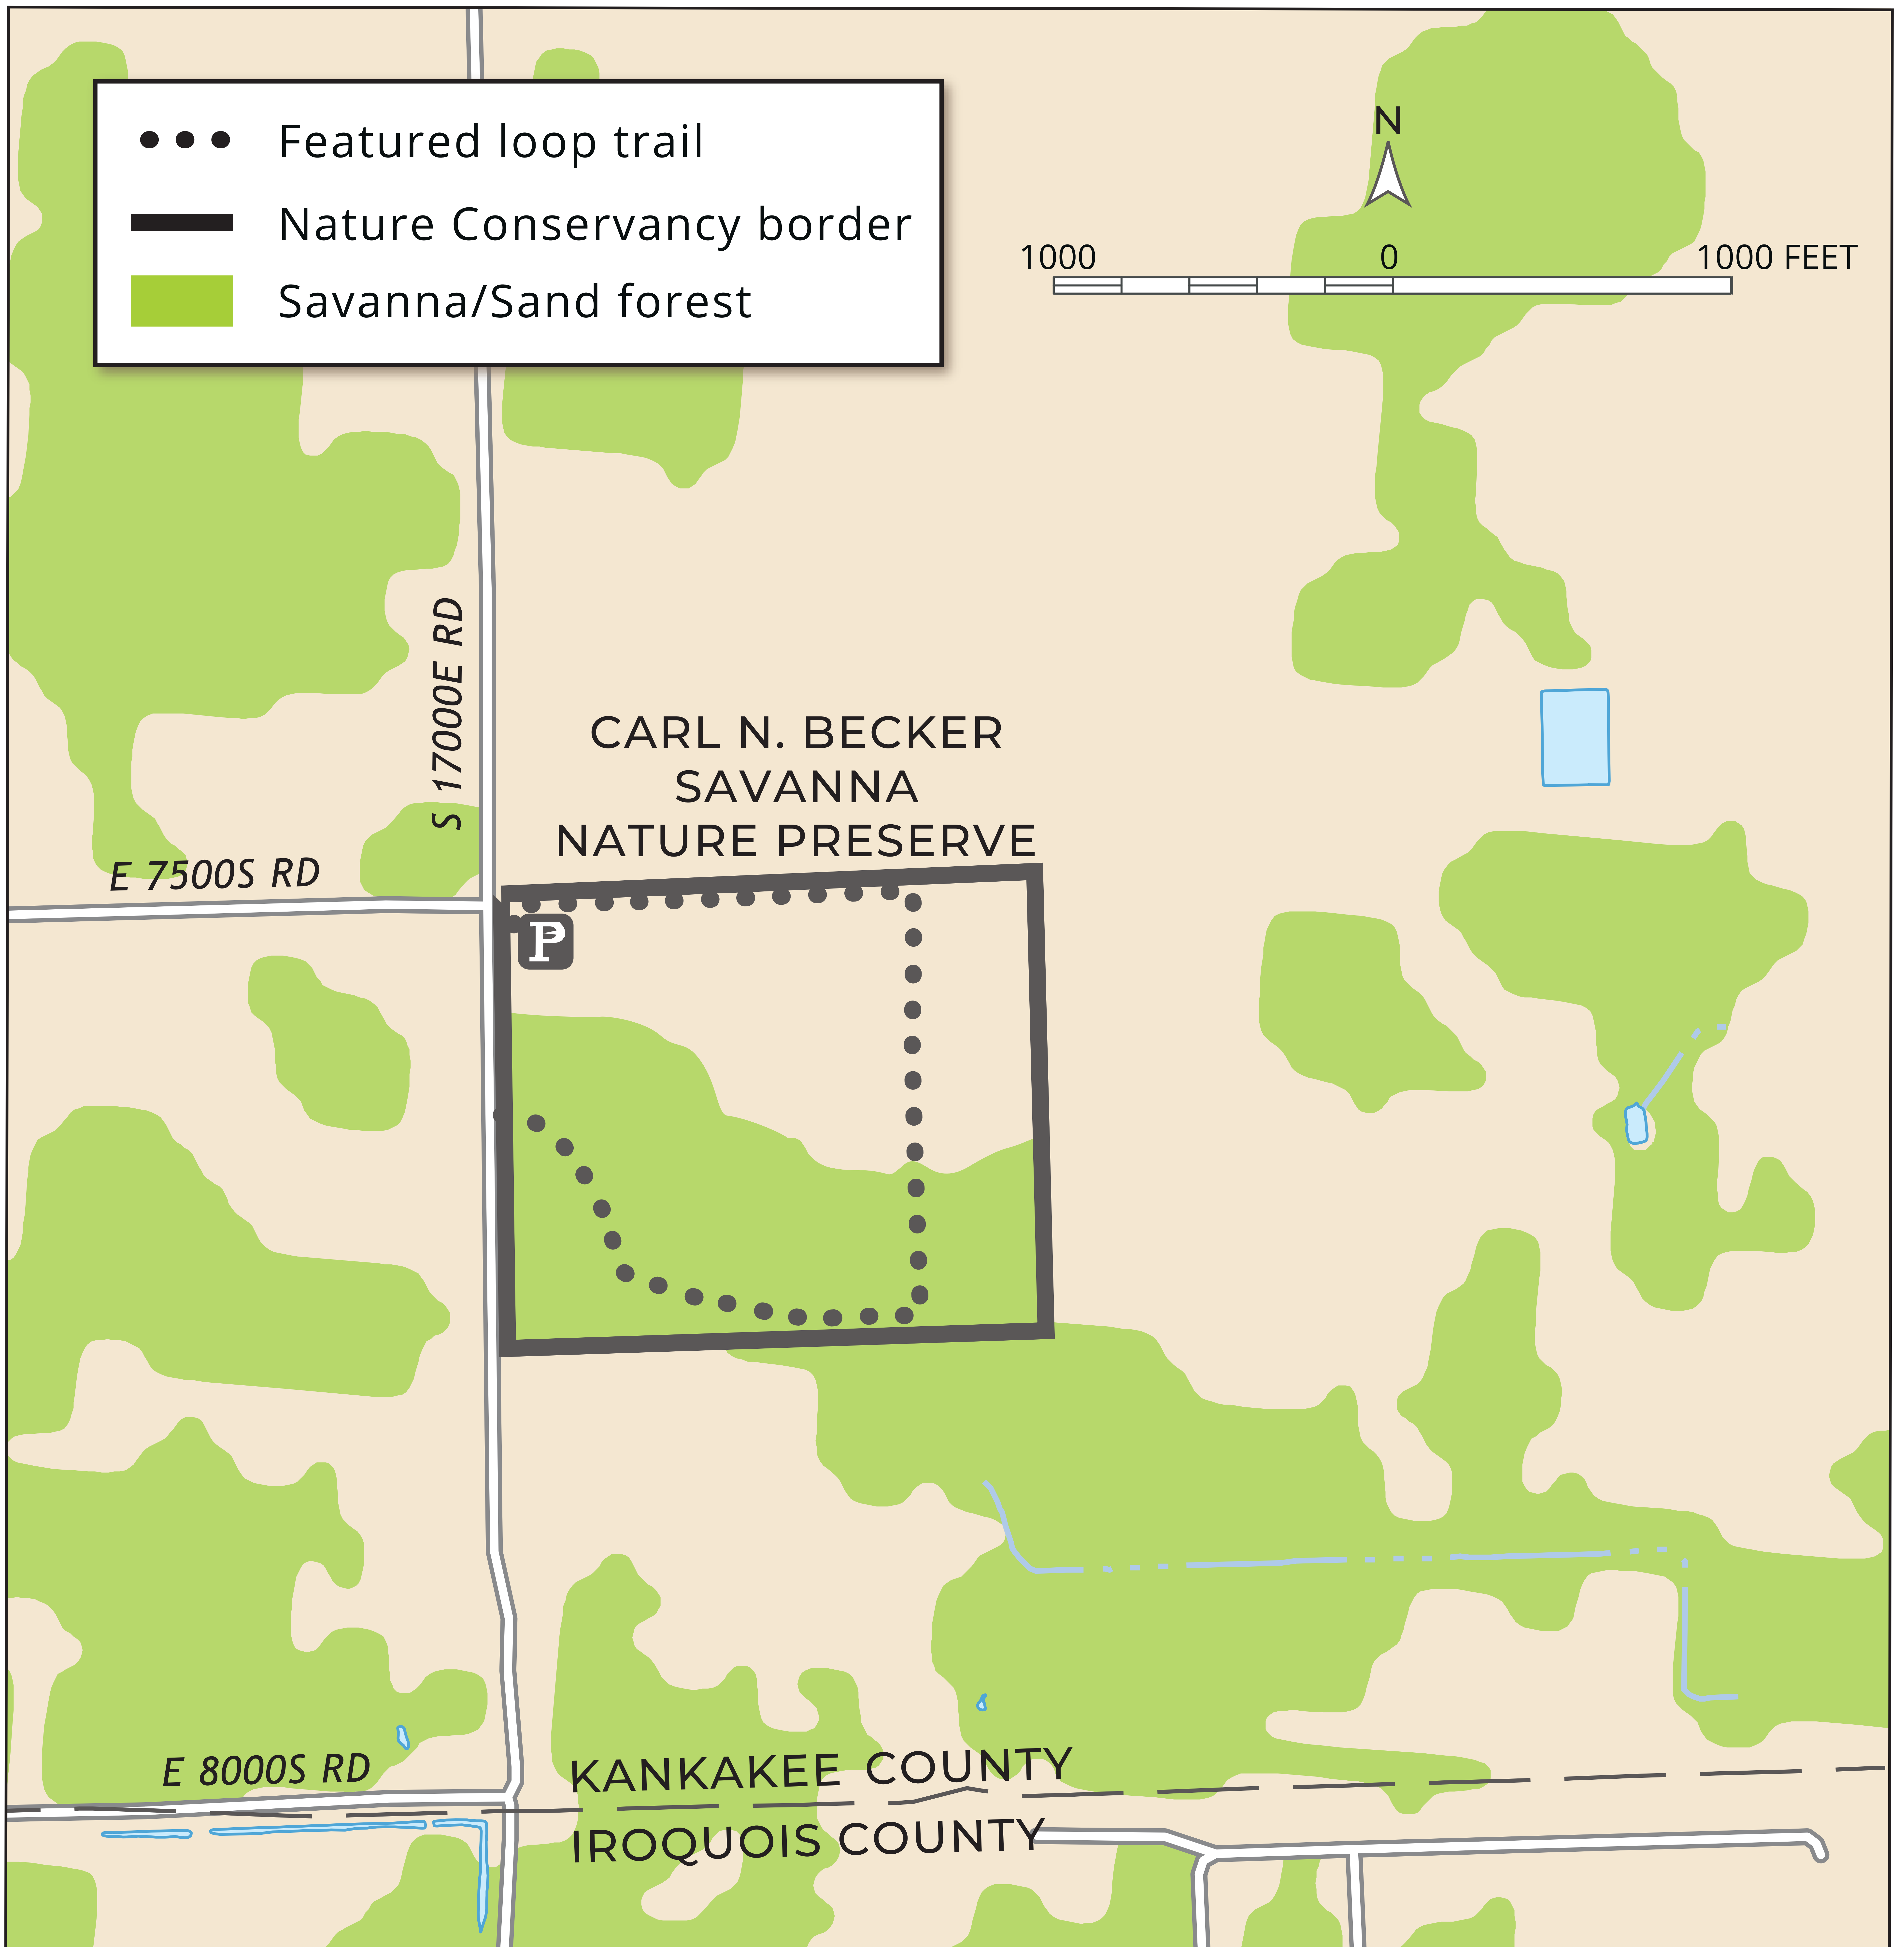 Featured loop trail
Nature Conservancy border
Savanna/Sand forest
N
1000 0 1000 FEET
S 17000E RD
CARL N. BECKER
SAVANNA
NATURE PRESERVE
E 7500S RD
P
E 8000S RD
KANKAKEE COUNTY
IROQUOIS COUNTY